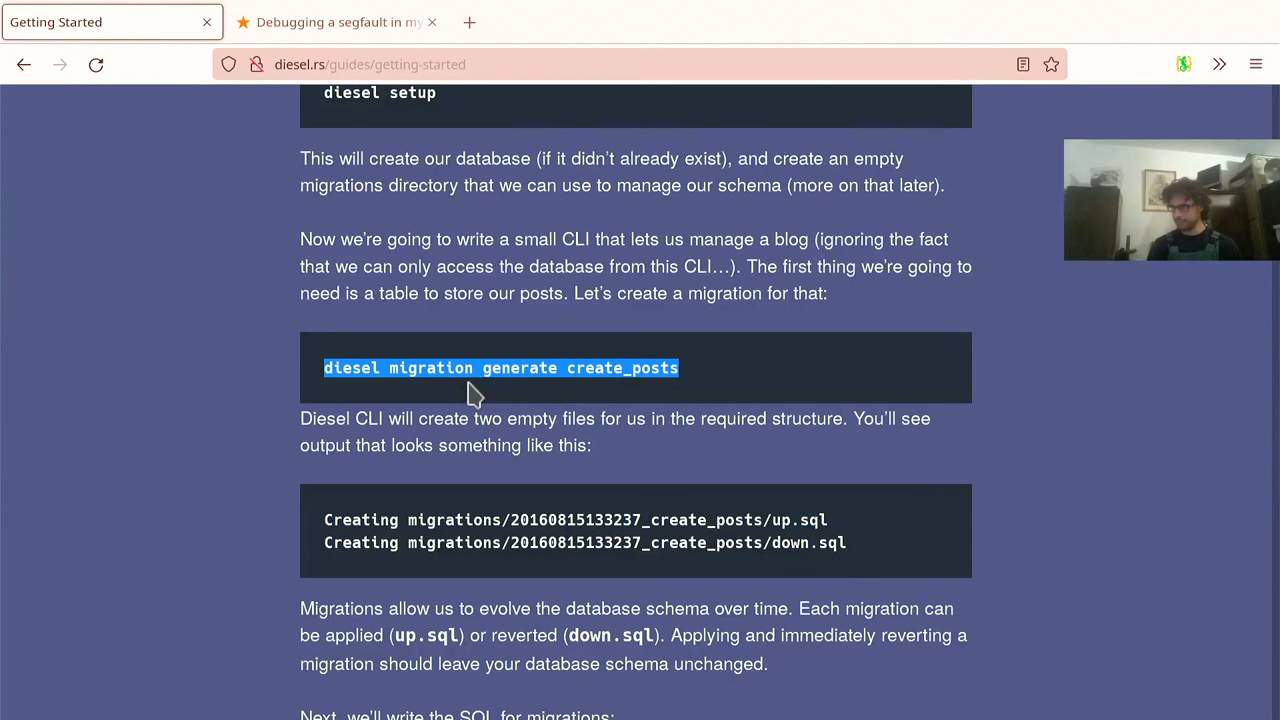 Getting Started
Debugging a segfault in my
diesel.rs/guides/getting-started
diesel setup
This will create our database (if it didn’t already exist), and create an empty
migrations directory that we can use to manage our schema (more on that later).
Now we’re going to write a small CLI that lets us manage a blog (ignoring the fact
that we can only access the database from this CLI…). The first thing we’re going to
need is a table to store our posts. Let’s create a migration for that:
diesel migration generate create_posts
Diesel CLI will create two empty files for us in the required structure. You’ll see
output that looks something like this:
Creating migrations/20160815133237_create_posts/up.sql
Creating migrations/20160815133237_create_posts/down.sql
Migrations allow us to evolve the database schema over time. Each migration can
be applied (up.sql) or reverted (down.sql). Applying and immediately reverting a
migration should leave your database schema unchanged.
Next, we’ll write the SQL for migrations: